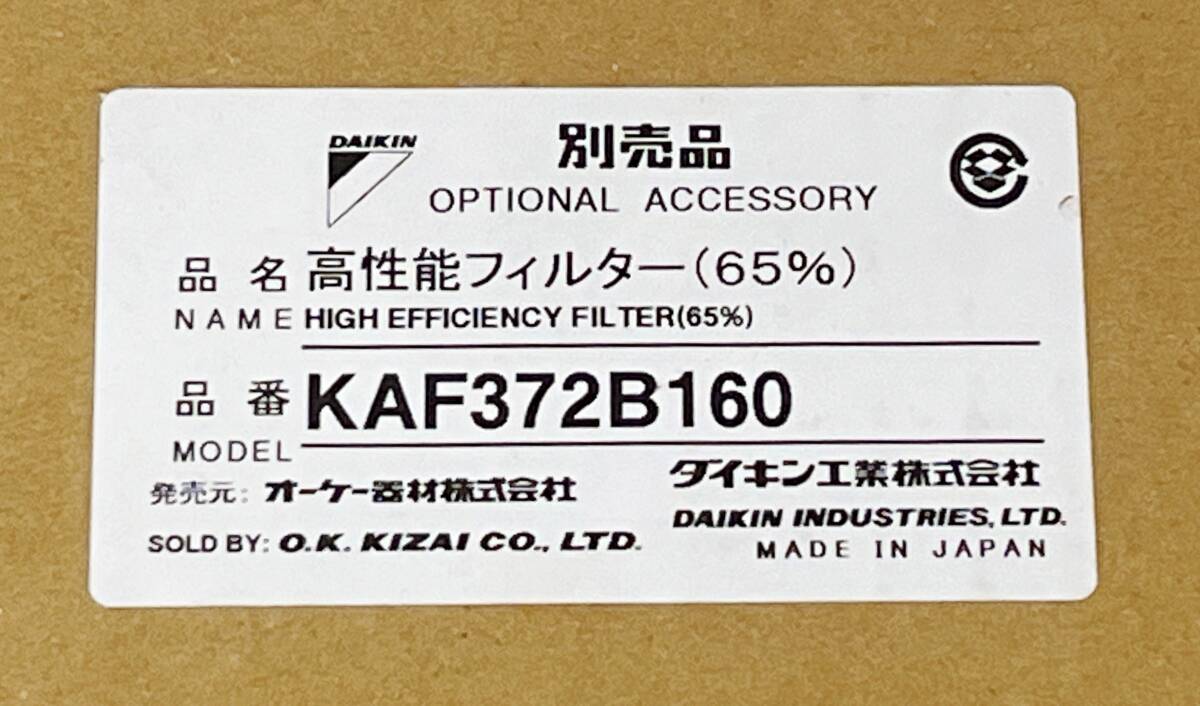 DAIKIN
別売品
OPTIONAL ACCESSORY
品名 高性能フィルター(65%)
NAME HIGH EFFICIENCY FILTER(65%)
品番 KAF372B160
MODEL
発売元: オーケー器材株式会社
SOLD BY: O.K. KIZAI CO., LTD.
ダイキン工業株式会社
DAIKIN INDUSTRIES, LTD.
MADE IN JAPAN